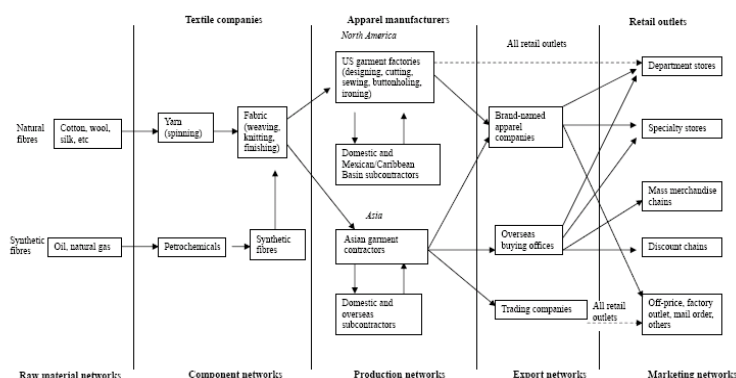 Textile companies
Apparel manufacturers
Retail outlets
North America
All retail outlets
US garment factories
(designing, cutting,
sewing, buttonholing,
ironing)
Department stores
Natural
fibres
Cotton, wool,
silk, etc
Yarn
(spinning)
Fabric
(weaving,
knitting,
finishing)
Brand-named
apparel
companies
Specialty stores
Domestic and
Mexican/Caribbean
Basin subcontractors
Mass merchandise
chains
Asia
Synthetic
fibres
Oil, natural gas
Petrochemicals
Synthetic
fibres
Asian garment
contractors
Overseas
buying offices
Discount chains
Domestic and
overseas
subcontractors
Trading companies
All retail
outlets
Off-price, factory
outlet, mail order,
others
Raw material networks
Component networks
Production networks
Export networks
Marketing networks